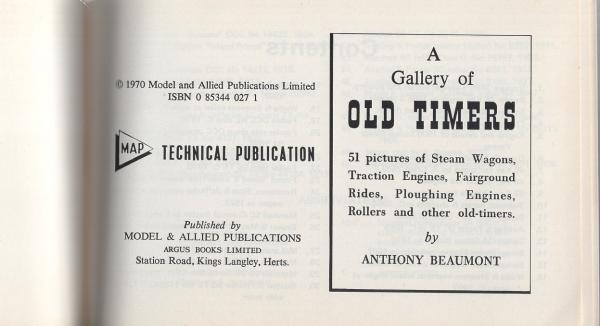 © 1970 Model and Allied Publications Limited
ISBN 0 85344 027 1
MAP TECHNICAL PUBLICATION
Published by
MODEL & ALLIED PUBLICATIONS
ARGUS BOOKS LIMITED
Station Road, Kings Langley, Herts.
A
Gallery of
OLD TIMERS
51 pictures of Steam Wagons,
Traction Engines, Fairground
Rides, Ploughing Engines,
Rollers and other old-timers.
by
ANTHONY BEAUMONT